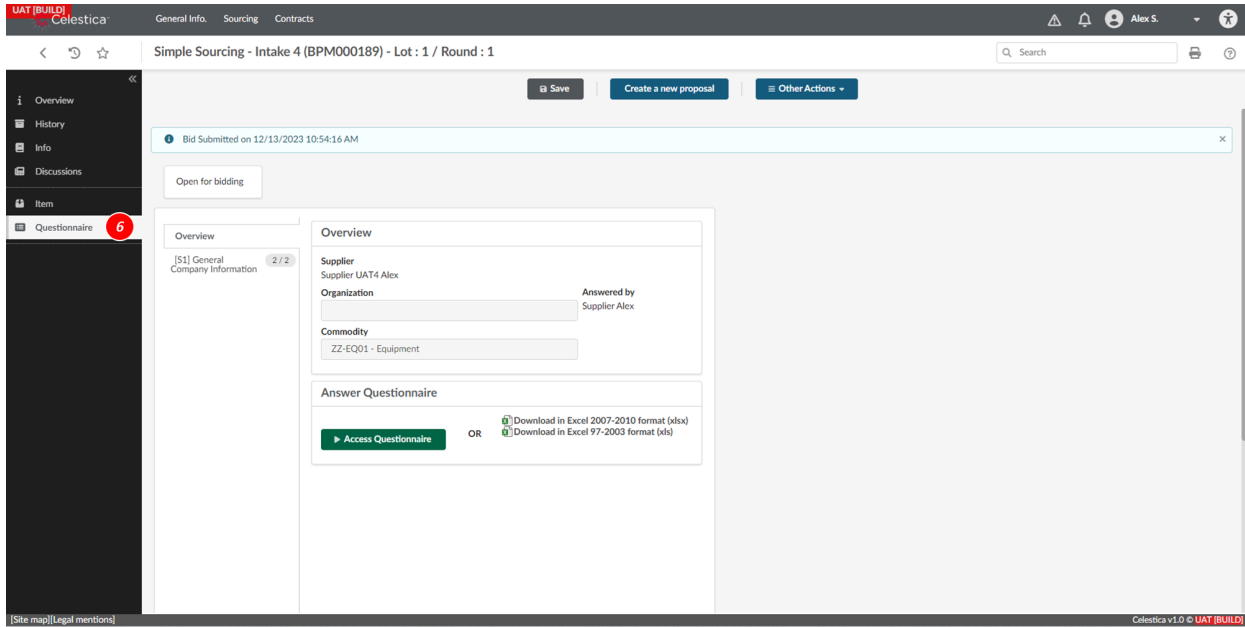 UAT [BUILD]
Celestica
General Info. Sourcing Contracts
Alex S.
Simple Sourcing - Intake 4 (BPM000189) - Lot : 1 / Round : 1
Search
Overview
History
Info
Discussions
Item
Questionnaire 6
Save
Create a new proposal
Other Actions
Bid Submitted on 12/13/2023 10:54:16 AM
Open for bidding
Overview
[S1] General 2 / 2
Company Information
Overview
Supplier
Supplier UAT4 Alex
Organization
Answered by
Supplier Alex
Commodity
ZZ-EQ01 - Equipment
Answer Questionnaire
Access Questionnaire
OR
Download in Excel 2007-2010 format (xlsx)
Download in Excel 97-2003 format (xls)
[Site map][Legal mentions]
Celestica v1.0 © UAT [BUILD]